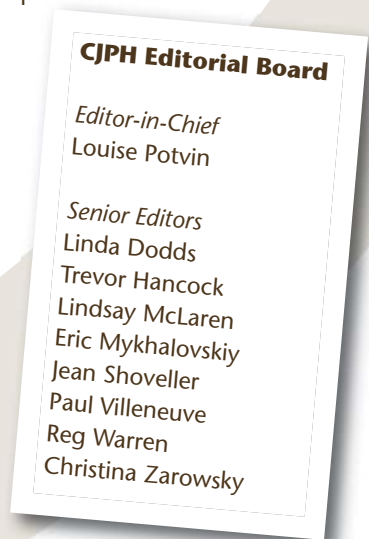 CJPH Editorial Board
Editor-in-Chief
Louise Potvin
Senior Editors
Linda Dodds
Trevor Hancock
Lindsay McLaren
Eric Mykhalovskiy
Jean Shoveller
Paul Villeneuve
Reg Warren
Christina Zarowsky